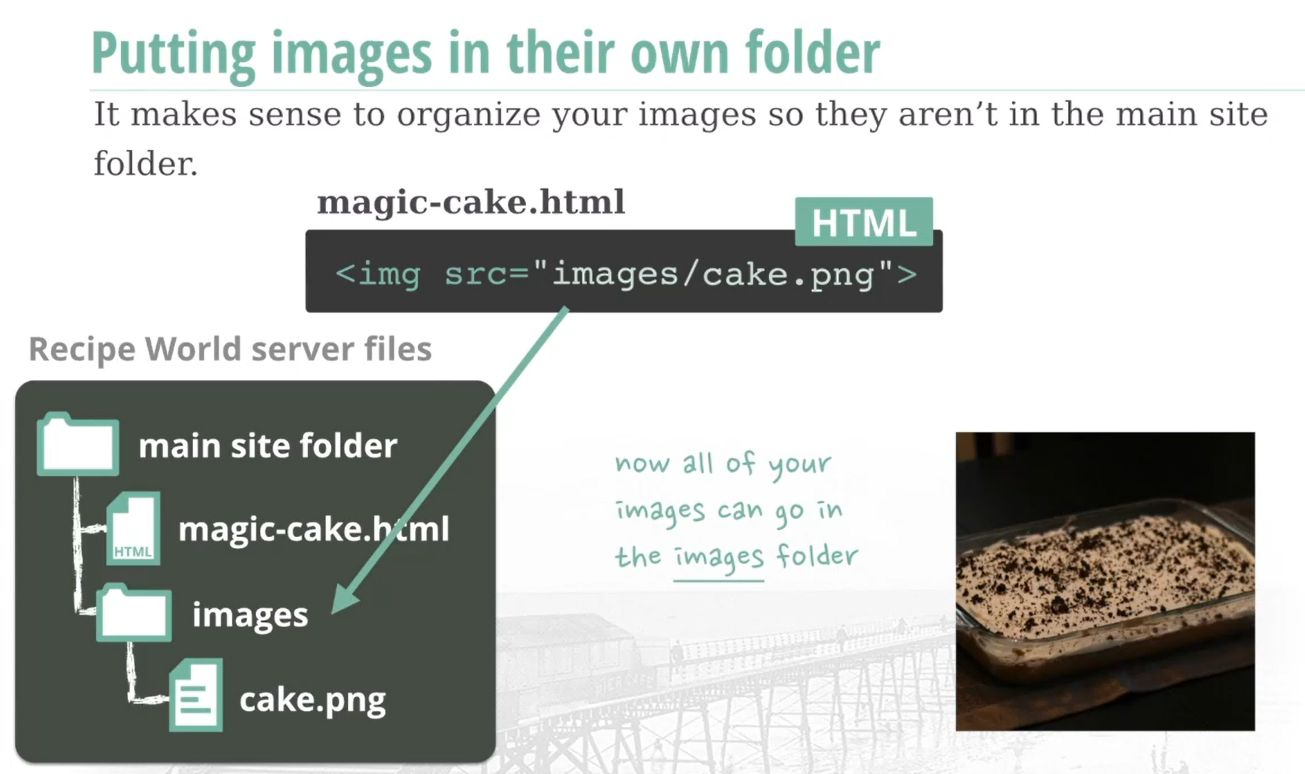 Putting images in their own folder
It makes sense to organize your images so they aren’t in the main site
folder.
magic-cake.html
HTML
<img src="images/cake.png">
Recipe World server files
main site folder
HTML
magic-cake.html
images
cake.png
now all of your
images can go in
the images folder